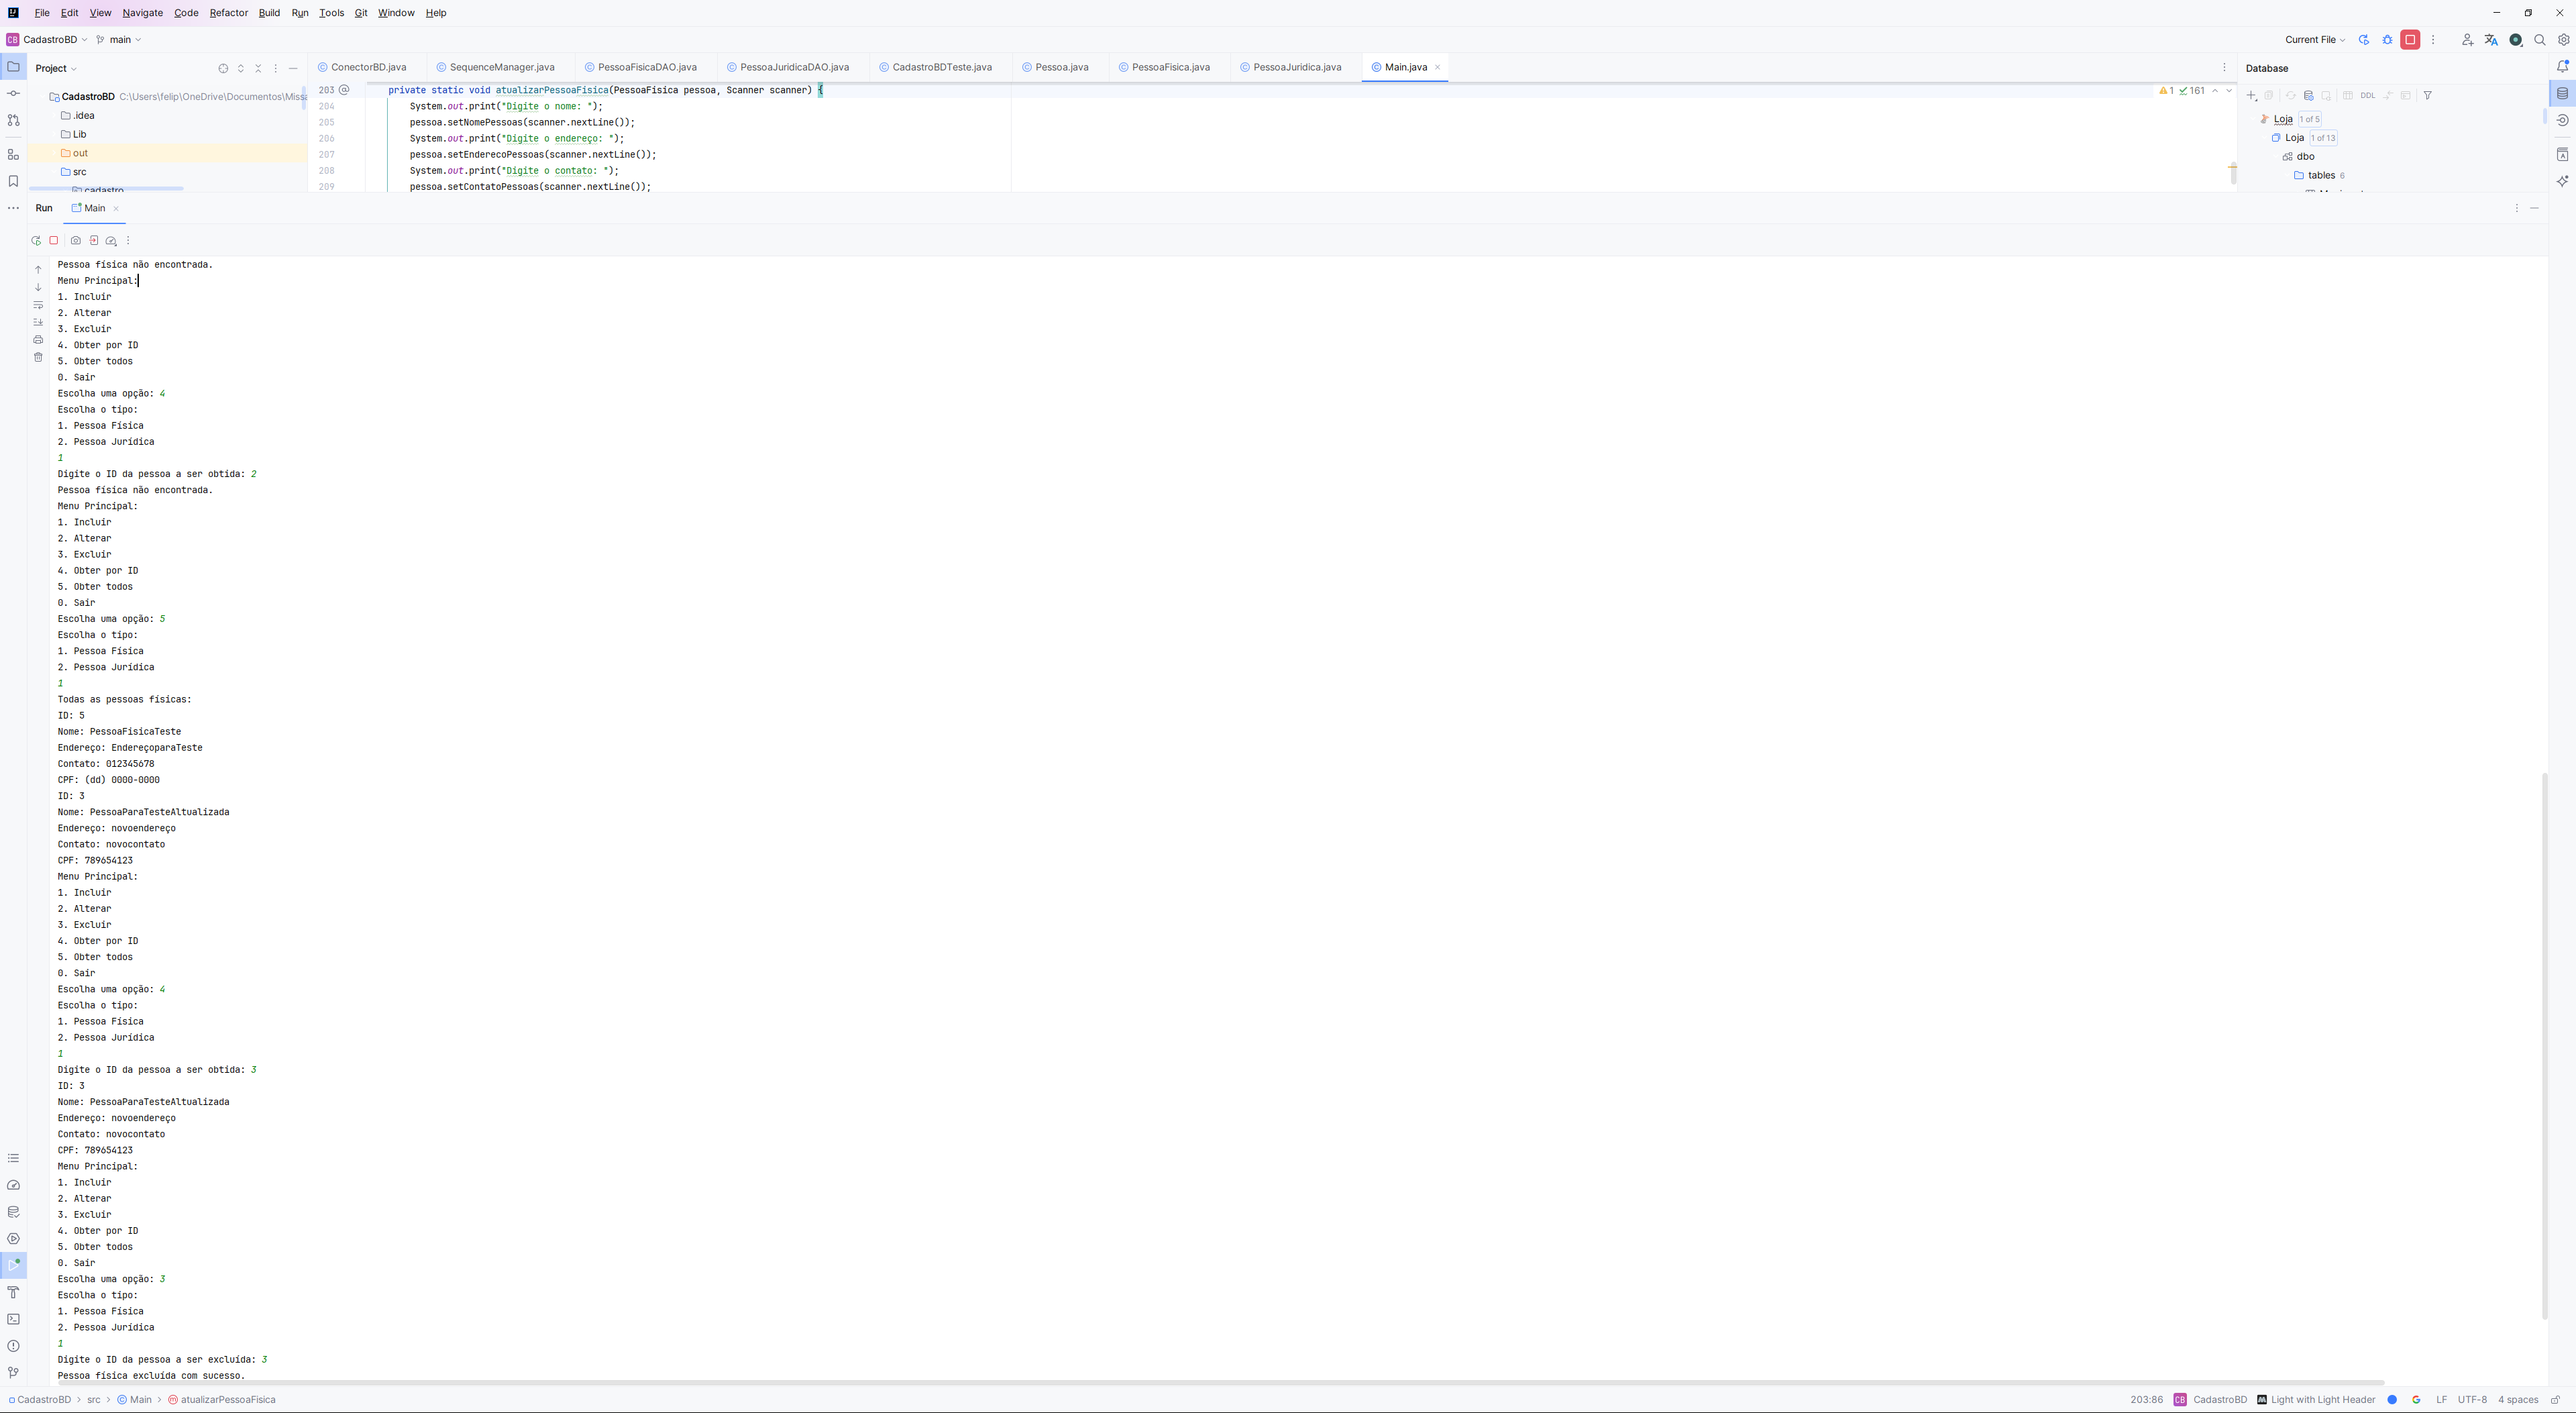 File Edit View Navigate Code Refactor Build Run Tools Git Window Help
CB CadastroBD main Current File
Project
ConectorBD.java SequenceManager.java PessoaFisicaDAO.java PessoaJuridicaDAO.java CadastroBDTeste.java Pessoa.java PessoaFisica.java PessoaJuridica.java Main.java
Database
CadastroBD C:\Users\felip\OneDrive\Documentos\Missa
.idea
Lib
out
src
cadastro
203 private static void atualizarPessoaFisica(PessoaFisica pessoa, Scanner scanner) {
204 System.out.print("Digite o nome: ");
205 pessoa.setNomePessoas(scanner.nextLine());
206 System.out.print("Digite o endereço: ");
207 pessoa.setEnderecoPessoas(scanner.nextLine());
208 System.out.print("Digite o contato: ");
209 pessoa.setContatoPessoas(scanner.nextLine());
1 161
DDL
Loja 1 of 5
Loja 1 of 13
dbo
tables 6
Run Main
Pessoa física não encontrada.
Menu Principal:
1. Incluir
2. Alterar
3. Excluir
4. Obter por ID
5. Obter todos
0. Sair
Escolha uma opção: 4
Escolha o tipo:
1. Pessoa Física
2. Pessoa Jurídica
1
Digite o ID da pessoa a ser obtida: 2
Pessoa física não encontrada.
Menu Principal:
1. Incluir
2. Alterar
3. Excluir
4. Obter por ID
5. Obter todos
0. Sair
Escolha uma opção: 5
Escolha o tipo:
1. Pessoa Física
2. Pessoa Jurídica
1
Todas as pessoas físicas:
ID: 5
Nome: PessoaFisicaTeste
Endereço: EndereçoparaTeste
Contato: 012345678
CPF: (dd) 0000-0000
ID: 3
Nome: PessoaParaTesteAltualizada
Endereço: novoendereço
Contato: novocontato
CPF: 789654123
Menu Principal:
1. Incluir
2. Alterar
3. Excluir
4. Obter por ID
5. Obter todos
0. Sair
Escolha uma opção: 4
Escolha o tipo:
1. Pessoa Física
2. Pessoa Jurídica
1
Digite o ID da pessoa a ser obtida: 3
ID: 3
Nome: PessoaParaTesteAltualizada
Endereço: novoendereço
Contato: novocontato
CPF: 789654123
Menu Principal:
1. Incluir
2. Alterar
3. Excluir
4. Obter por ID
5. Obter todos
0. Sair
Escolha uma opção: 3
Escolha o tipo:
1. Pessoa Física
2. Pessoa Jurídica
1
Digite o ID da pessoa a ser excluída: 3
Pessoa física excluída com sucesso.
CadastroBD src Main atualizarPessoaFisica
203:86 CB CadastroBD Light with Light Header LF UTF-8 4 spaces